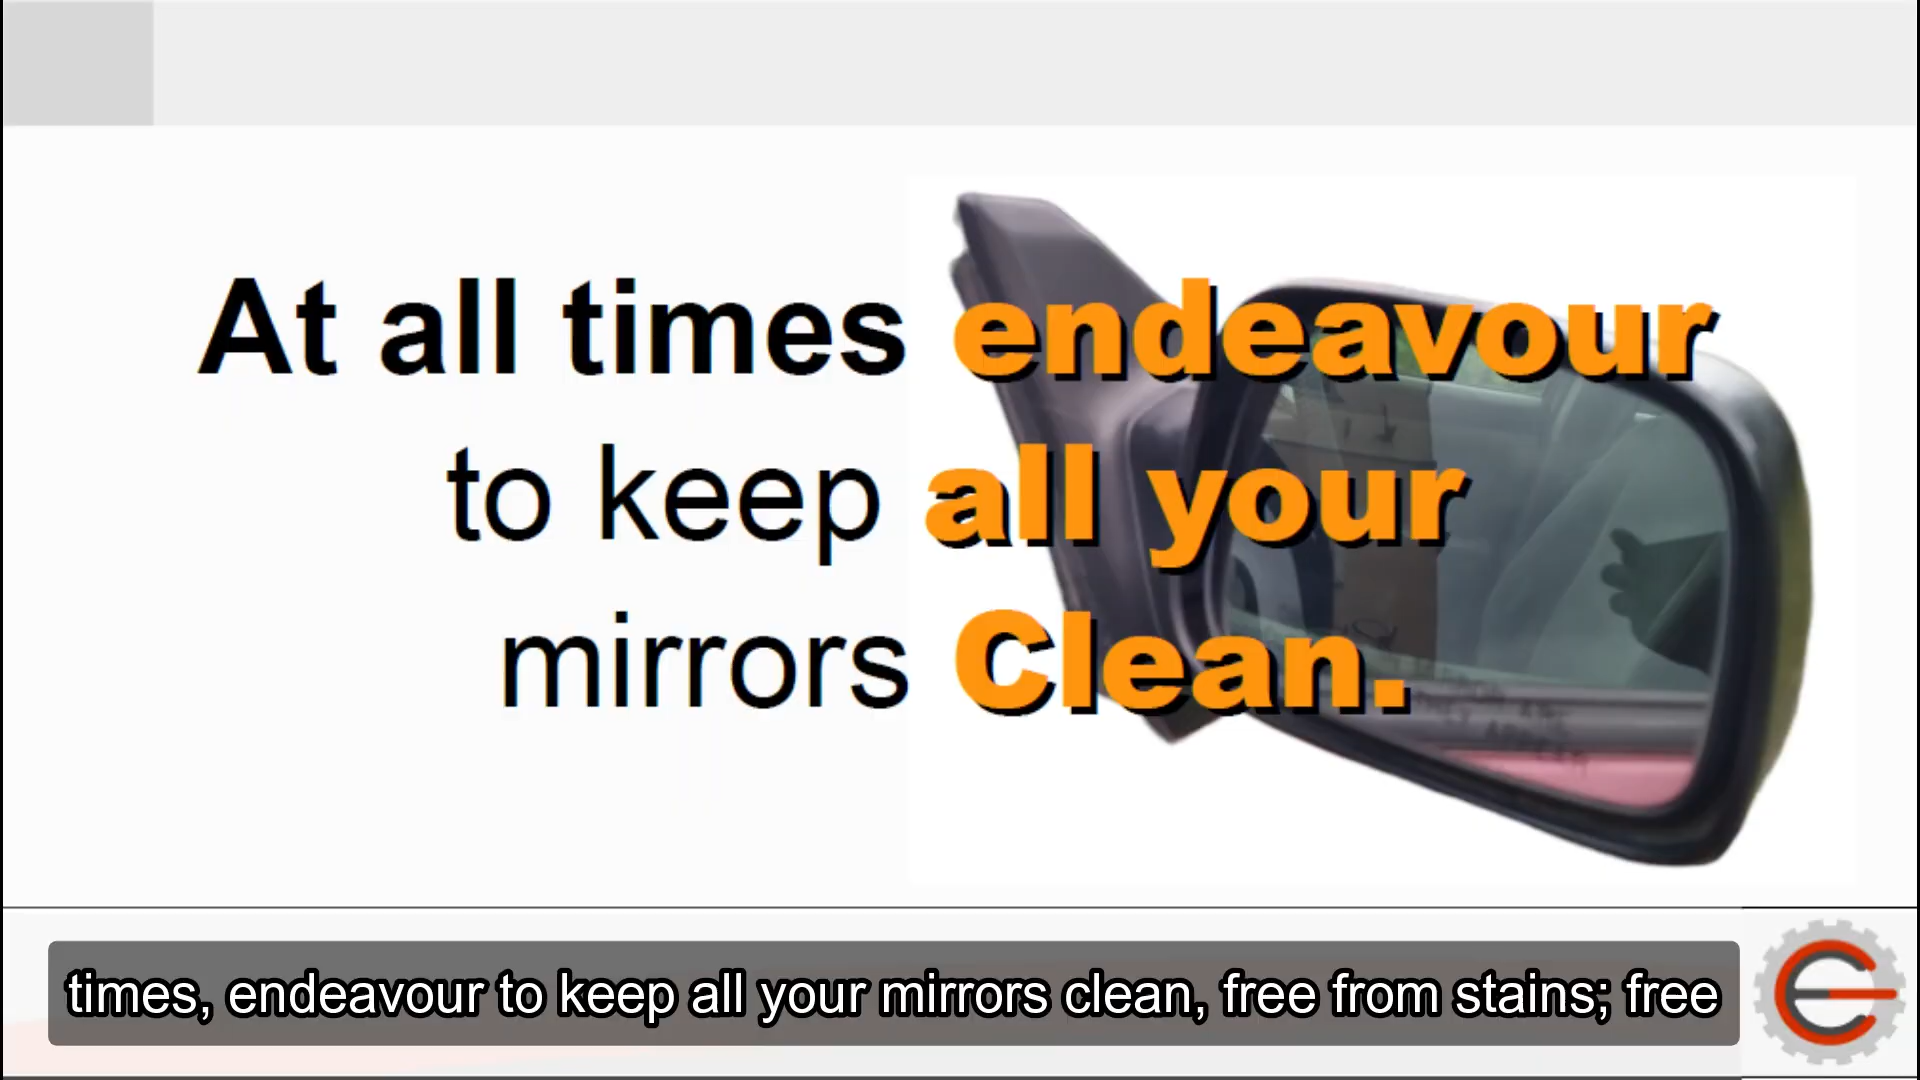 At all times endeavour
to keep all your
mirrors Clean.
times, endeavour to keep all your mirrors clean, free from stains; free